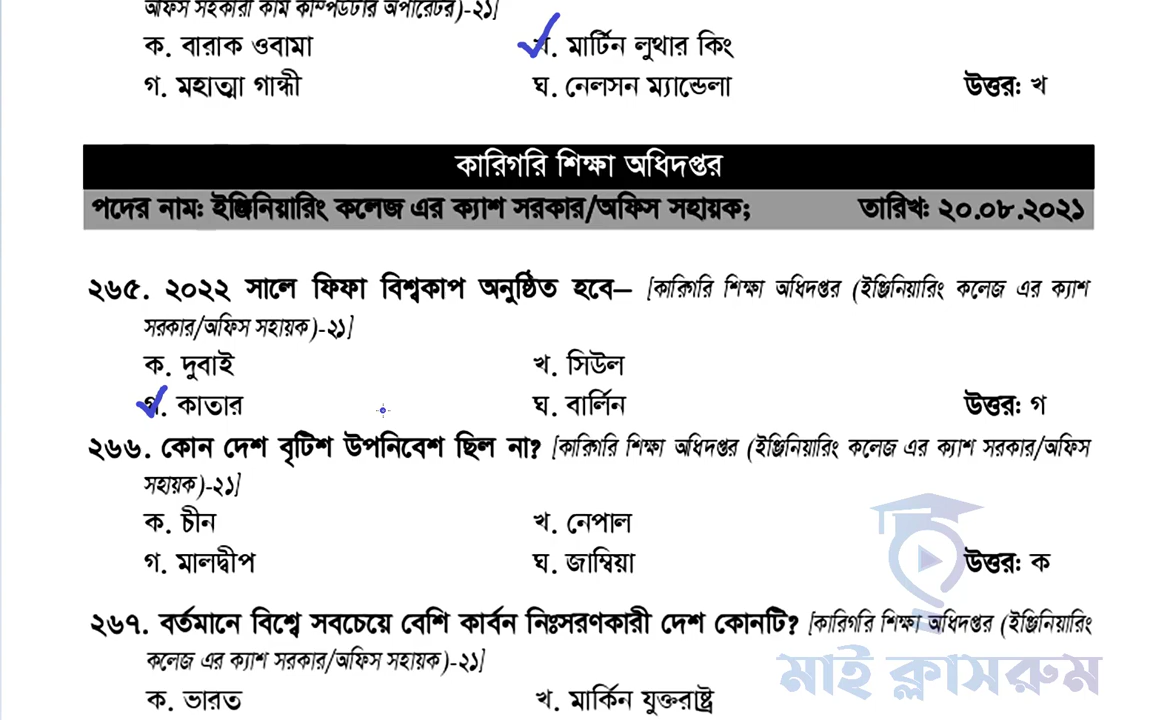 অফিস সহকারী কাম কম্পিউটার অপারেটর)-২১]
ক. বারাক ওবামা খ. মার্টিন লুথার কিং
গ. মহাত্মা গান্ধী ঘ. নেলসন ম্যান্ডেলা উত্তর: খ
কারিগরি শিক্ষা অধিদপ্তর
পদের নাম: ইঞ্জিনিয়ারিং কলেজ এর ক্যাশ সরকার/অফিস সহায়ক; তারিখ: ২০.০৮.২০২১
২৬৫. ২০২২ সালে ফিফা বিশ্বকাপ অনুষ্ঠিত হবে– [কারিগরি শিক্ষা অধিদপ্তর (ইঞ্জিনিয়ারিং কলেজ এর ক্যাশ
সরকার/অফিস সহায়ক)-২১]
ক. দুবাই খ. সিউল
গ. কাতার ঘ. বার্লিন উত্তর: গ
২৬৬. কোন দেশ বৃটিশ উপনিবেশ ছিল না? [কারিগরি শিক্ষা অধিদপ্তর (ইঞ্জিনিয়ারিং কলেজ এর ক্যাশ সরকার/অফিস
সহায়ক)-২১]
ক. চীন খ. নেপাল
গ. মালদ্বীপ ঘ. জাম্বিয়া উত্তর: ক
২৬৭. বর্তমানে বিশ্বে সবচেয়ে বেশি কার্বন নিঃসরণকারী দেশ কোনটি? [কারিগরি শিক্ষা অধিদপ্তর (ইঞ্জিনিয়ারিং
কলেজ এর ক্যাশ সরকার/অফিস সহায়ক)-২১]
ক. ভারত খ. মার্কিন যুক্তরাষ্ট্র
মাই ক্লাসরুম